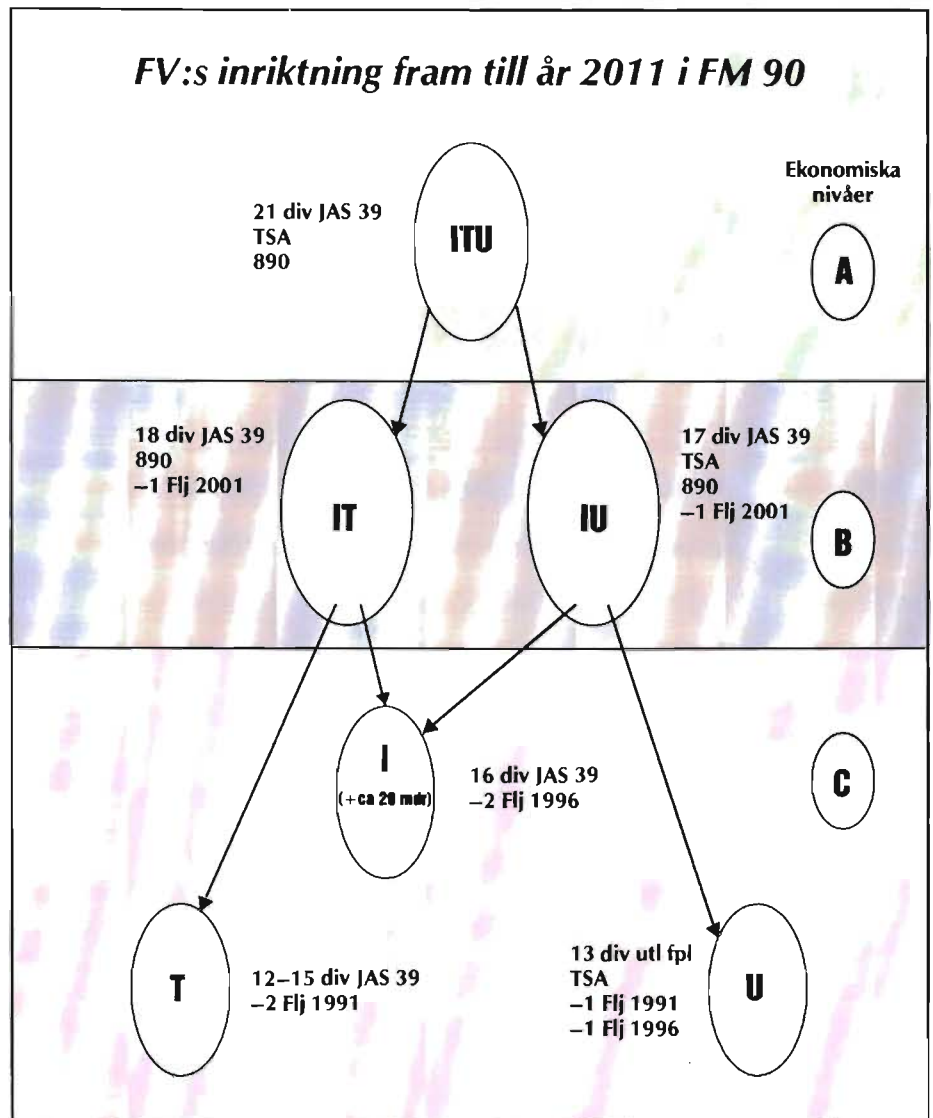 FV:s inriktning fram till år 2011 i FM 90
Ekonomiska
nivåer
21 div JAS 39
TSA
890
ITU
A
18 div JAS 39
890
–1 Flj 2001
IT
IU
17 div JAS 39
TSA
890
–1 Flj 2001
B
I
(+ca 20 mdr)
16 div JAS 39
–2 Flj 1996
C
T
12–15 div JAS 39
–2 Flj 1991
13 div utl fpl
TSA
–1 Flj 1991
–1 Flj 1996
U